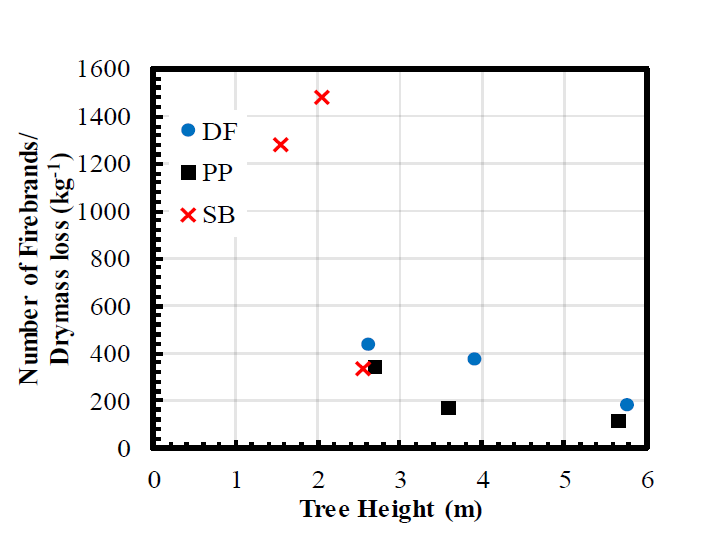 1600
1400
1200
1000
800
600
400
200
0
Number of Firebrands/
Drymass loss (kg⁻¹)
DF
PP
SB
0 1 2 3 4 5 6
Tree Height (m)